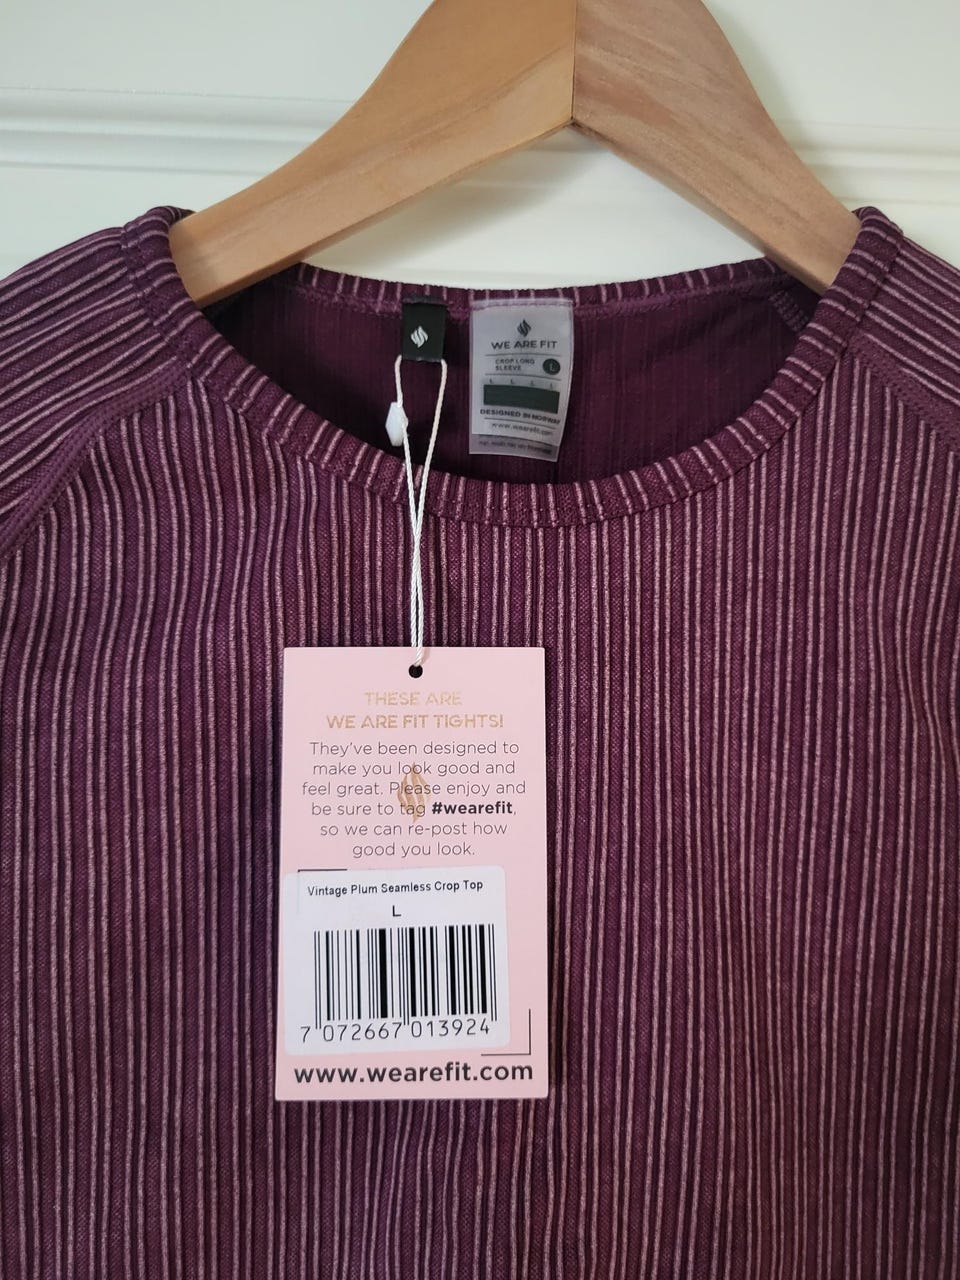 WE ARE FIT
CROP LONG
SLEEVE
L
L L L L
DESIGNED IN NORWAY
www.wearefit.com
THESE ARE
WE ARE FIT TIGHTS!
They've been designed to
make you look good and
feel great. Please enjoy and
be sure to tag #wearefit,
so we can re-post how
good you look.
Vintage Plum Seamless Crop Top
L
7 072667 013924
www.wearefit.com